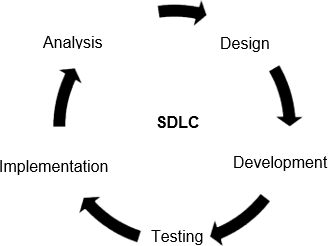 Analysis
Design
SDLC
Development
Implementation
Testing